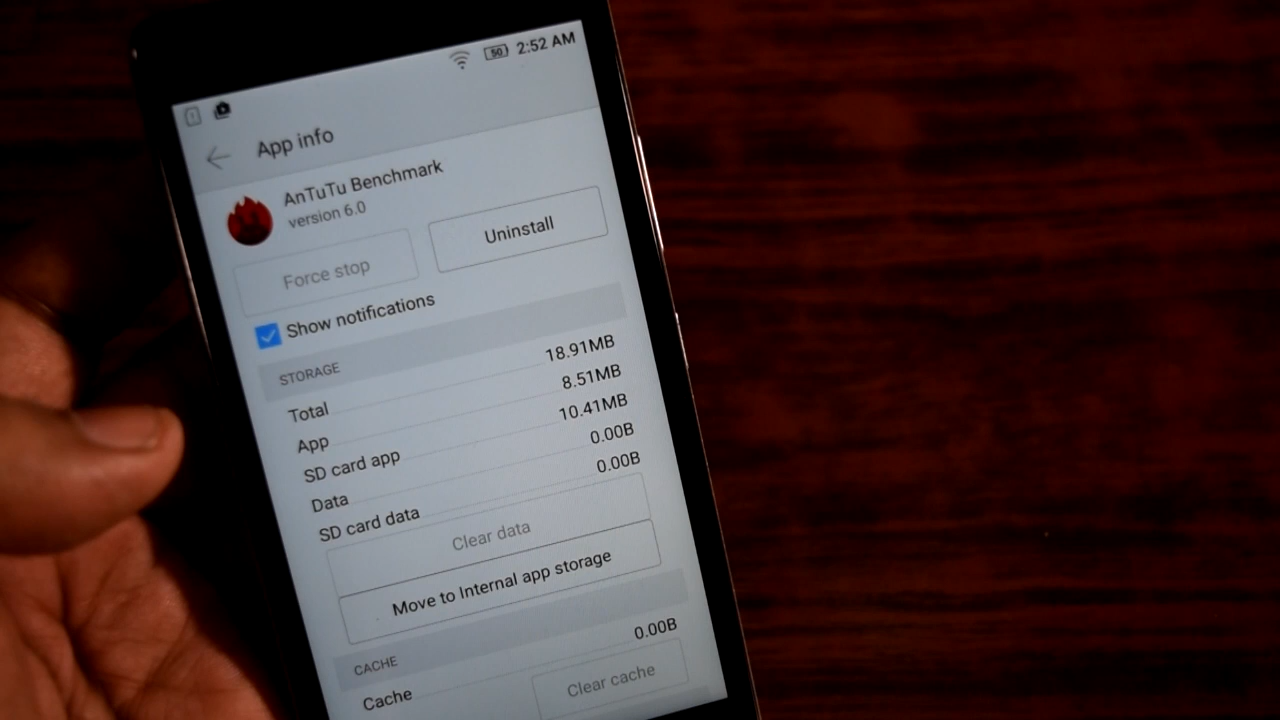 50 2:52 AM
App info
AnTuTu Benchmark
version 6.0
Force stop
Uninstall
Show notifications
STORAGE
Total 18.91MB
App 8.51MB
SD card app 10.41MB
Data 0.00B
SD card data 0.00B
Clear data
Move to Internal app storage
CACHE
Cache 0.00B
Clear cache